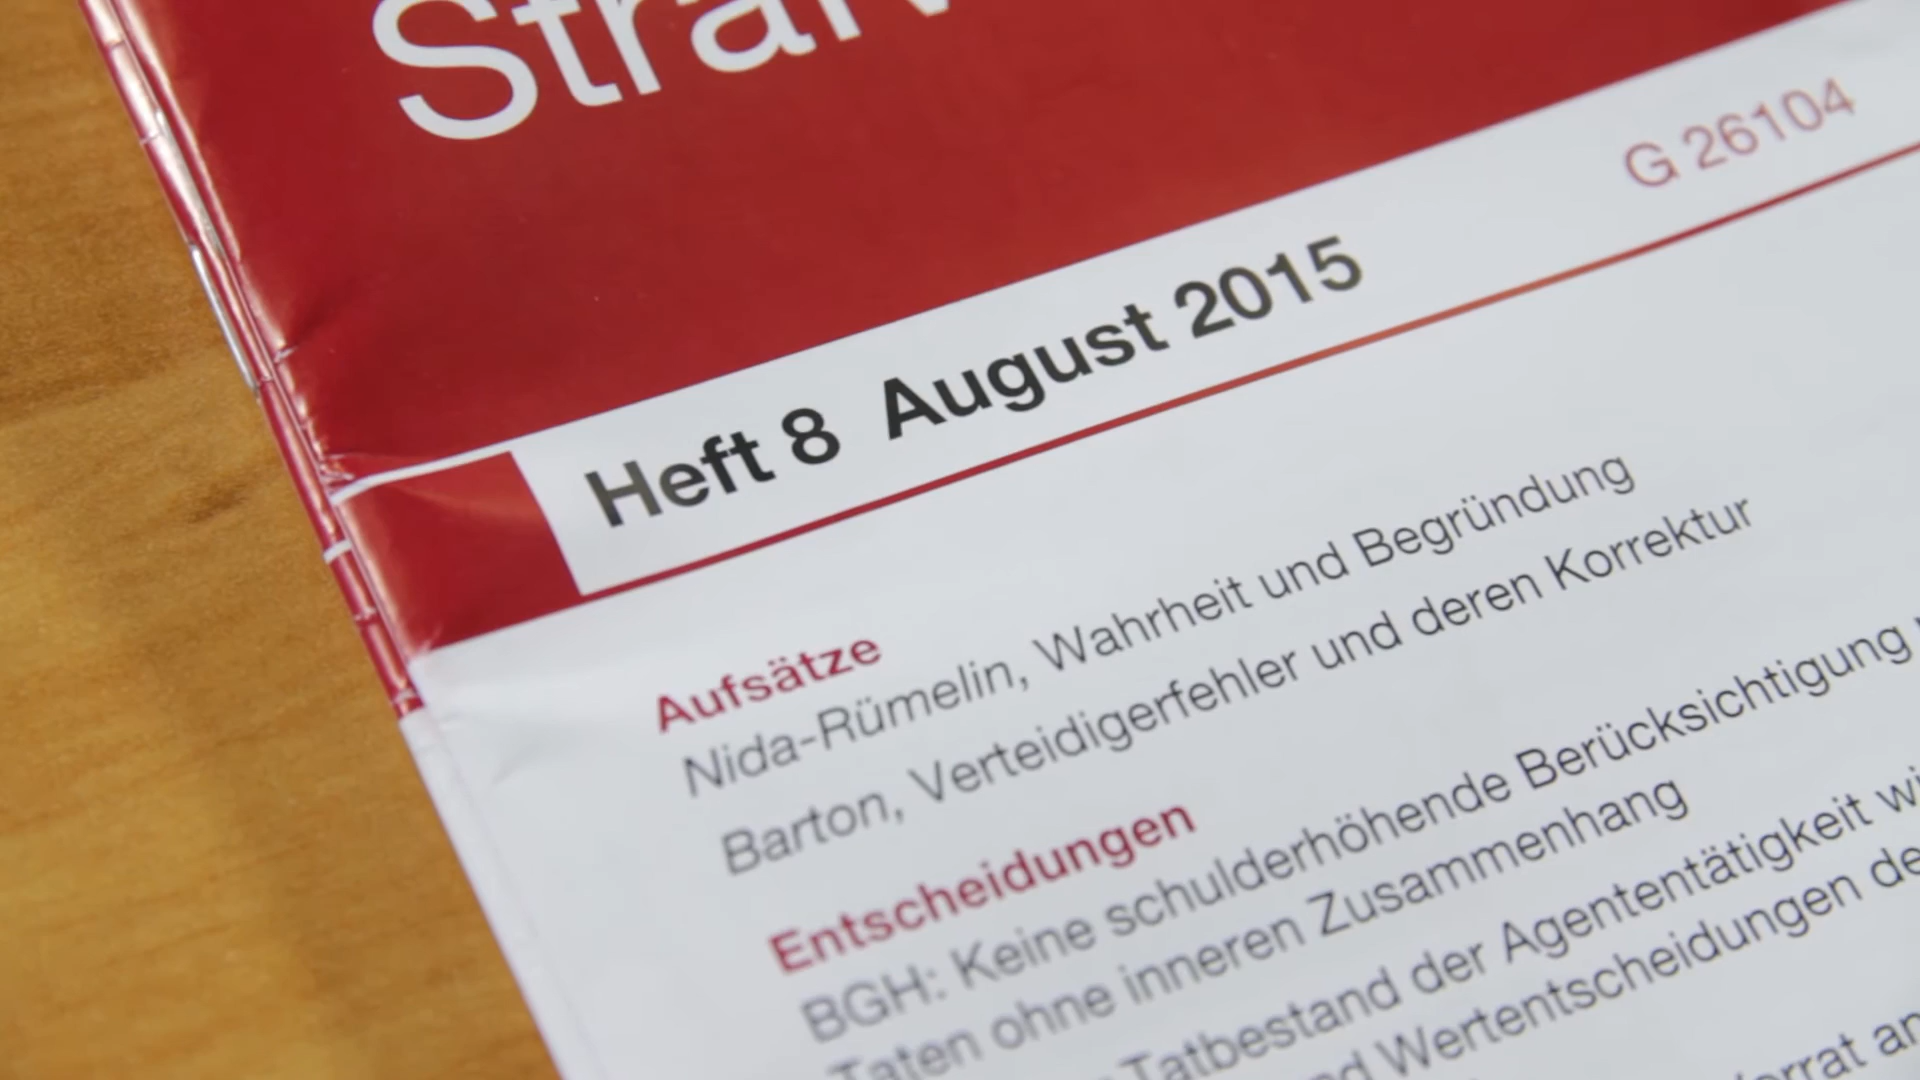 G 26104
Heft 8 August 2015
Aufsätze
Nida-Rümelin, Wahrheit und Begründung
Barton, Verteidigerfehler und deren Korrektur
Entscheidungen
BGH: Keine schulderhöhende Berücksichtigung
Taten ohne inneren Zusammenhang
Tatbestand der Agententätigkeit
Wertentscheidungen